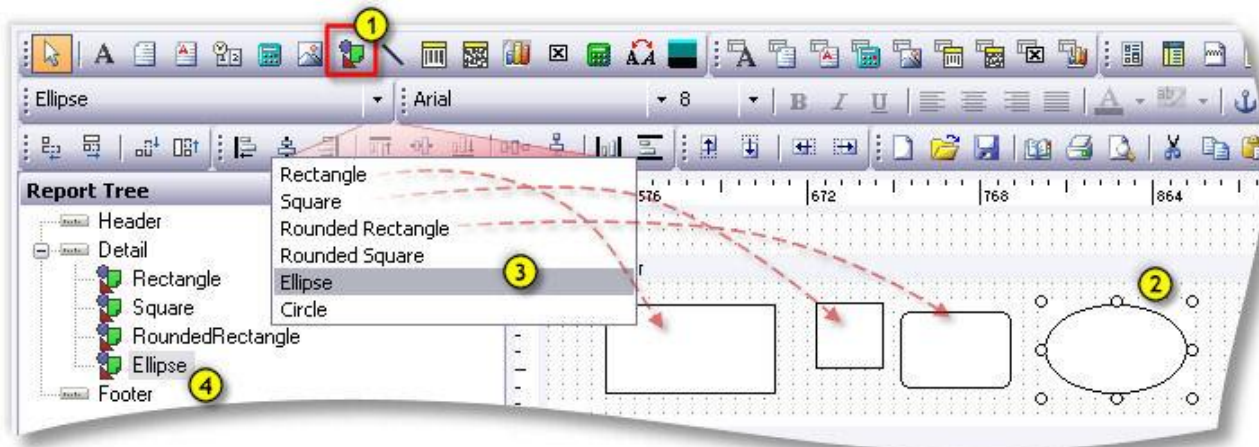 1
Ellipse Arial 8 B I U A ab
Report Tree 576 672 768 864
Header
Detail
Rectangle
Square
RoundedRectangle
Ellipse
Footer
Rectangle
Square
Rounded Rectangle
Rounded Square
Ellipse
Circle
3
r
2
4